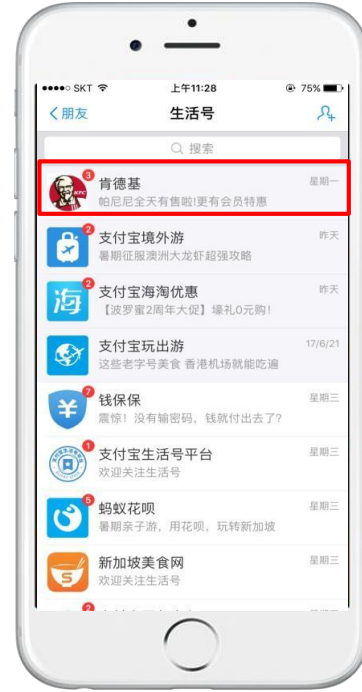 SKT 上午11:28 75%
朋友 生活号
搜索
3
肯德基 星期一
帕尼尼全天有售啦!更有会员特惠
KFC
2
支付宝境外游 昨天
暑期征服澳洲大龙虾超强攻略
2
海
支付宝海淘优惠 昨天
【波罗蜜2周年大促】壕礼0元购!
支付宝玩出游 17/6/21
这些老字号美食 香港机场就能吃遍
7
¥
钱保保 星期三
震惊！没有输密码，钱就付出去了?
1
支付宝生活号平台 星期三
欢迎关注生活号
5
蚂蚁花呗 星期三
暑期亲子游，用花呗，玩转新加坡
新加坡美食网 星期三
欢迎关注生活号
2